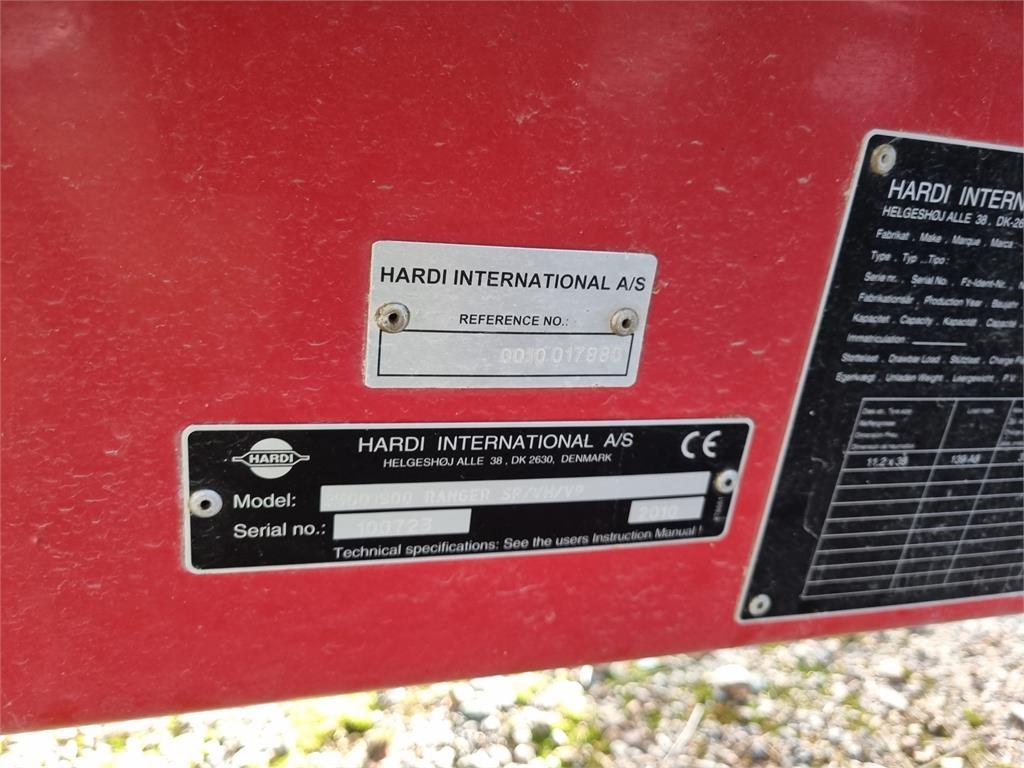 HARDI INTERNATIONAL A/S
REFERENCE NO.:
0010 017880
HARDI
HARDI INTERNATIONAL A/S
HELGESHØJ ALLE 38, DK 2630, DENMARK
CE
Model: RANGER SP/VH/VP
Serial no.: 100723 2010
Technical specifications: See the users Instruction Manual !
HARDI INTERN
HELGESHØJ ALLE 38, DK-26
Fabrikat . Make . Marque . Marca :
Type . Typ ..Tipo :
Serie nr. . Serial No. . Fz-Ident-Nr.
Fabrikationsår . Production Year . Baujahr
Kapacitet . Capacity . Kapacität . Capacité
Immatriculation :
Støttelast . Drawbar Load . Stützlast . Charge
Egenvægt . Unladen Weight . Leergewicht . P.V
11.2 x 38 139 A8